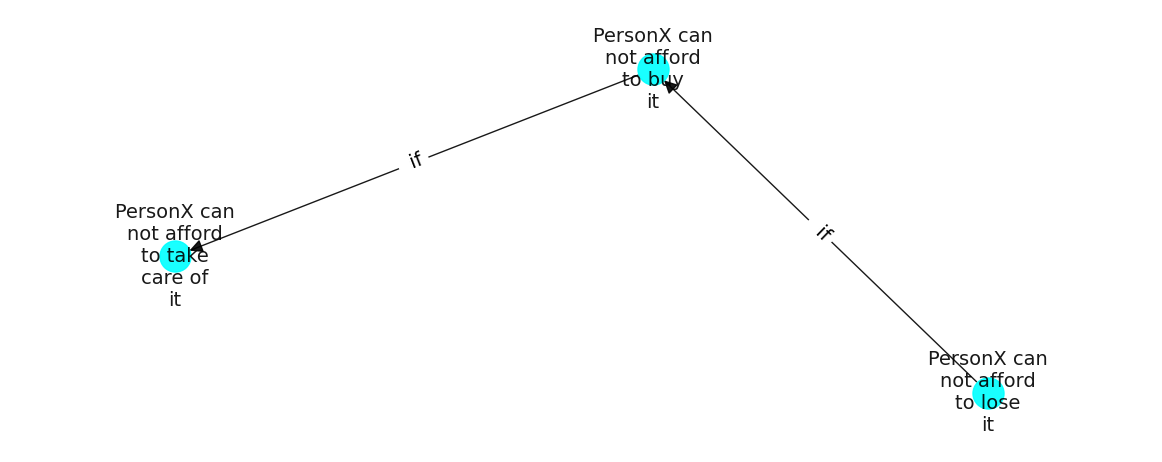 PersonX can
not afford
to buy
it
if
PersonX can
not afford
to take
care of
it
if
PersonX can
not afford
to lose
it